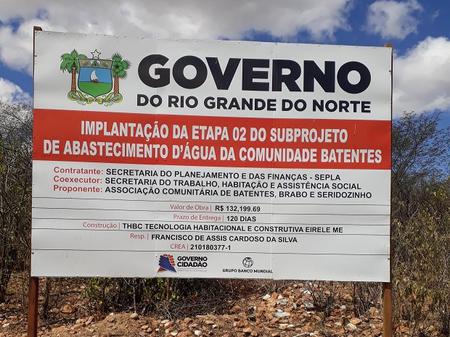 GOVERNO
DO RIO GRANDE DO NORTE
IMPLANTAÇÃO DA ETAPA 02 DO SUBPROJETO
DE ABASTECIMENTO D'ÁGUA DA COMUNIDADE BATENTES
Contratante: SECRETARIA DO PLANEJAMENTO E DAS FINANÇAS - SEPLA
Coexecutor: SECRETARIA DO TRABALHO, HABITAÇÃO E ASSISTÊNCIA SOCIAL
Proponente: ASSOCIAÇÃO COMUNITÁRIA DE BATENTES, BRABO E SERIDOZINHO
Valor de Obra | R$ 132,199.69
Prazo de Entrega | 120 DIAS
Construção | THBC TECNOLOGIA HABITACIONAL E CONSTRUTIVA EIRELE ME
Resp.| FRANCISCO DE ASSIS CARDOSO DA SILVA
CREA | 210180377-1
GOVERNO
CIDADÃO
GRUPO BANCO MUNDIAL